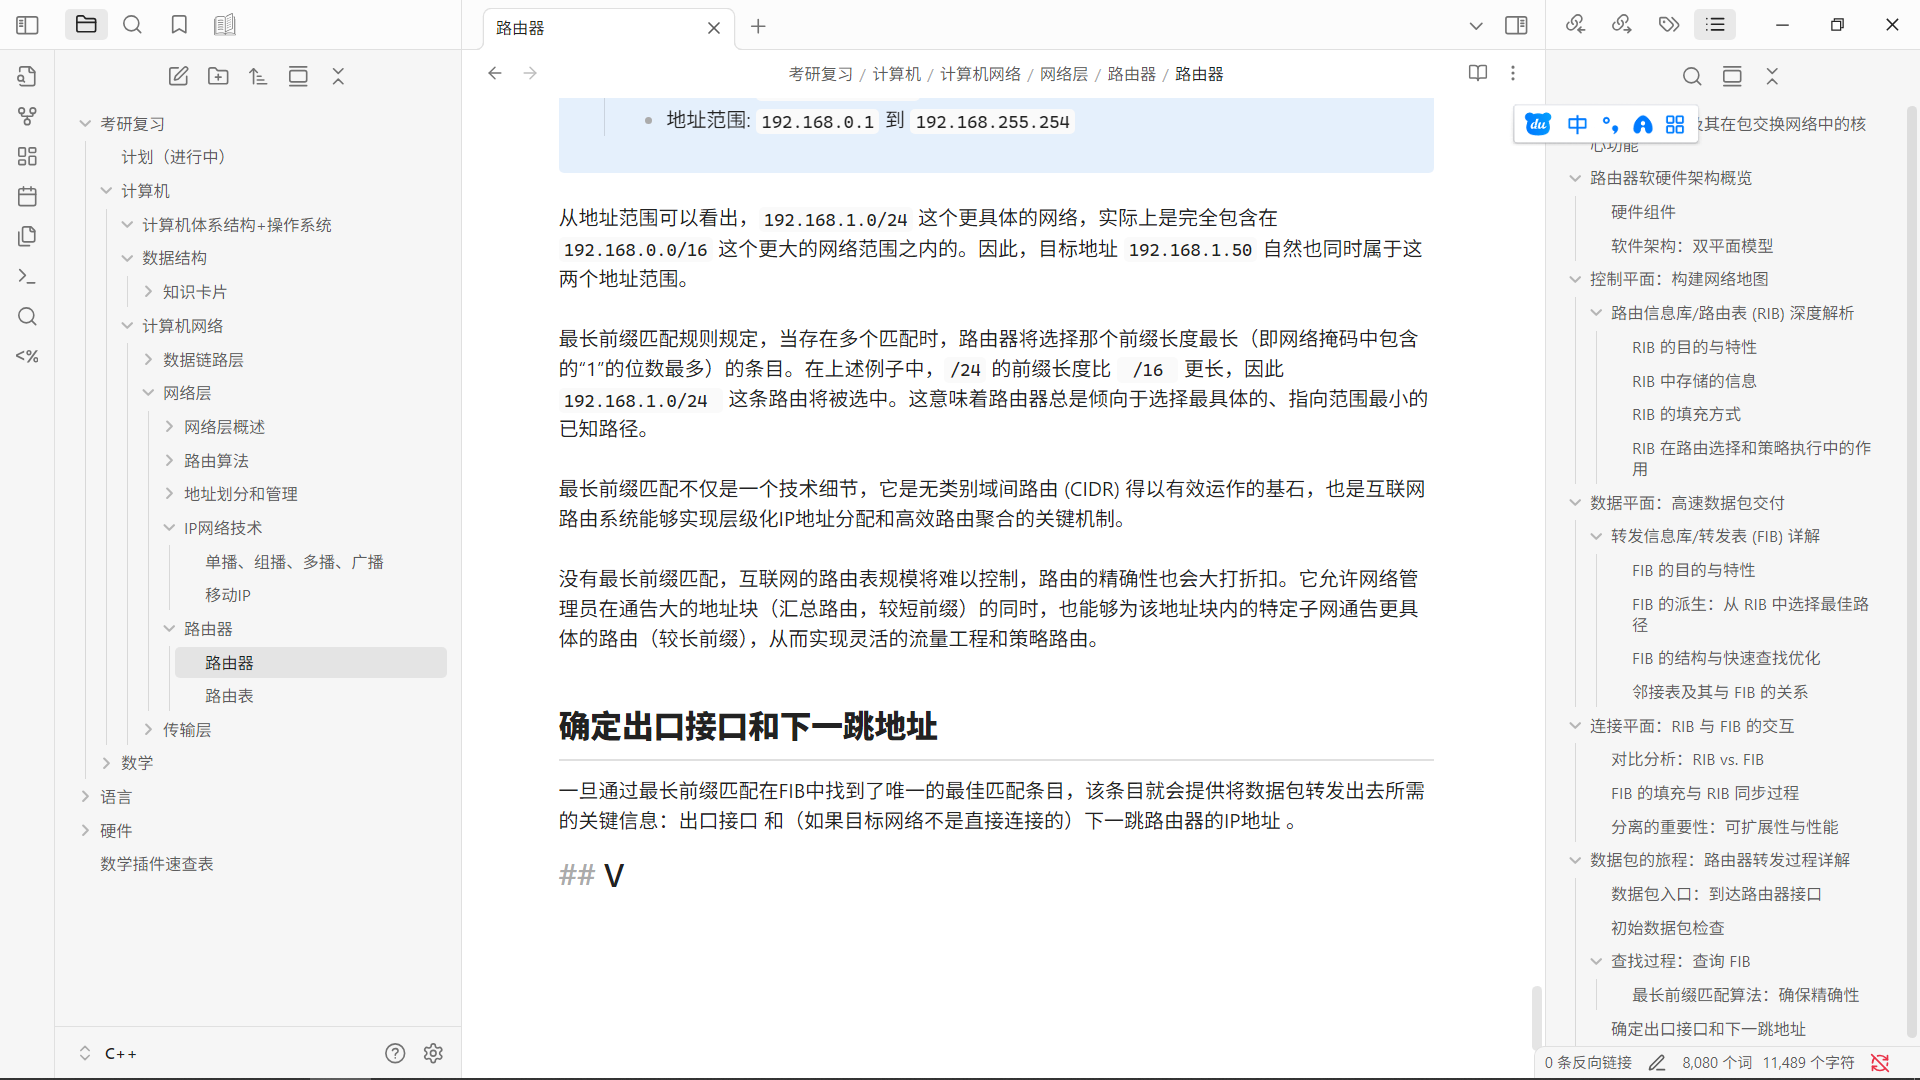 路由器
考研复习 / 计算机 / 计算机网络 / 网络层 / 路由器 / 路由器
考研复习
计划（进行中）
计算机
计算机体系结构+操作系统
数据结构
知识卡片
计算机网络
数据链路层
网络层
网络层概述
路由算法
地址划分和管理
IP网络技术
单播、组播、多播、广播
移动IP
路由器
路由器
路由表
传输层
数学
语言
硬件
数学插件速查表
C++
地址范围: 192.168.0.1 到 192.168.255.254
从地址范围可以看出， 192.168.1.0/24 这个更具体的网络，实际上是完全包含在
192.168.0.0/16 这个更大的网络范围之内的。因此，目标地址 192.168.1.50 自然也同时属于这
两个地址范围。
最长前缀匹配规则规定，当存在多个匹配时，路由器将选择那个前缀长度最长（即网络掩码中包含
的“1”的位数最多）的条目。在上述例子中， /24 的前缀长度比 /16 更长，因此
192.168.1.0/24 这条路由将被选中。这意味着路由器总是倾向于选择最具体的、指向范围最小的
已知路径。
最长前缀匹配不仅是一个技术细节，它是无类别域间路由 (CIDR) 得以有效运作的基石，也是互联网
路由系统能够实现层级化IP地址分配和高效路由聚合的关键机制。
没有最长前缀匹配，互联网的路由表规模将难以控制，路由的精确性也会大打折扣。它允许网络管
理员在通告大的地址块（汇总路由，较短前缀）的同时，也能够为该地址块内的特定子网通告更具
体的路由（较长前缀），从而实现灵活的流量工程和策略路由。
确定出口接口和下一跳地址
一旦通过最长前缀匹配在FIB中找到了唯一的最佳匹配条目，该条目就会提供将数据包转发出去所需
的关键信息：出口接口 和（如果目标网络不是直接连接的）下一跳路由器的IP地址 。
## V
du 中
及其在包交换网络中的核
心功能
路由器软硬件架构概览
硬件组件
软件架构：双平面模型
控制平面：构建网络地图
路由信息库/路由表 (RIB) 深度解析
RIB 的目的与特性
RIB 中存储的信息
RIB 的填充方式
RIB 在路由选择和策略执行中的作
用
数据平面：高速数据包交付
转发信息库/转发表 (FIB) 详解
FIB 的目的与特性
FIB 的派生：从 RIB 中选择最佳路
径
FIB 的结构与快速查找优化
邻接表及其与 FIB 的关系
连接平面：RIB 与 FIB 的交互
对比分析：RIB vs. FIB
FIB 的填充与 RIB 同步过程
分离的重要性：可扩展性与性能
数据包的旅程：路由器转发过程详解
数据包入口：到达路由器接口
初始数据包检查
查找过程：查询 FIB
最长前缀匹配算法：确保精确性
确定出口接口和下一跳地址
0 条反向链接 8,080 个词 11,489 个字符